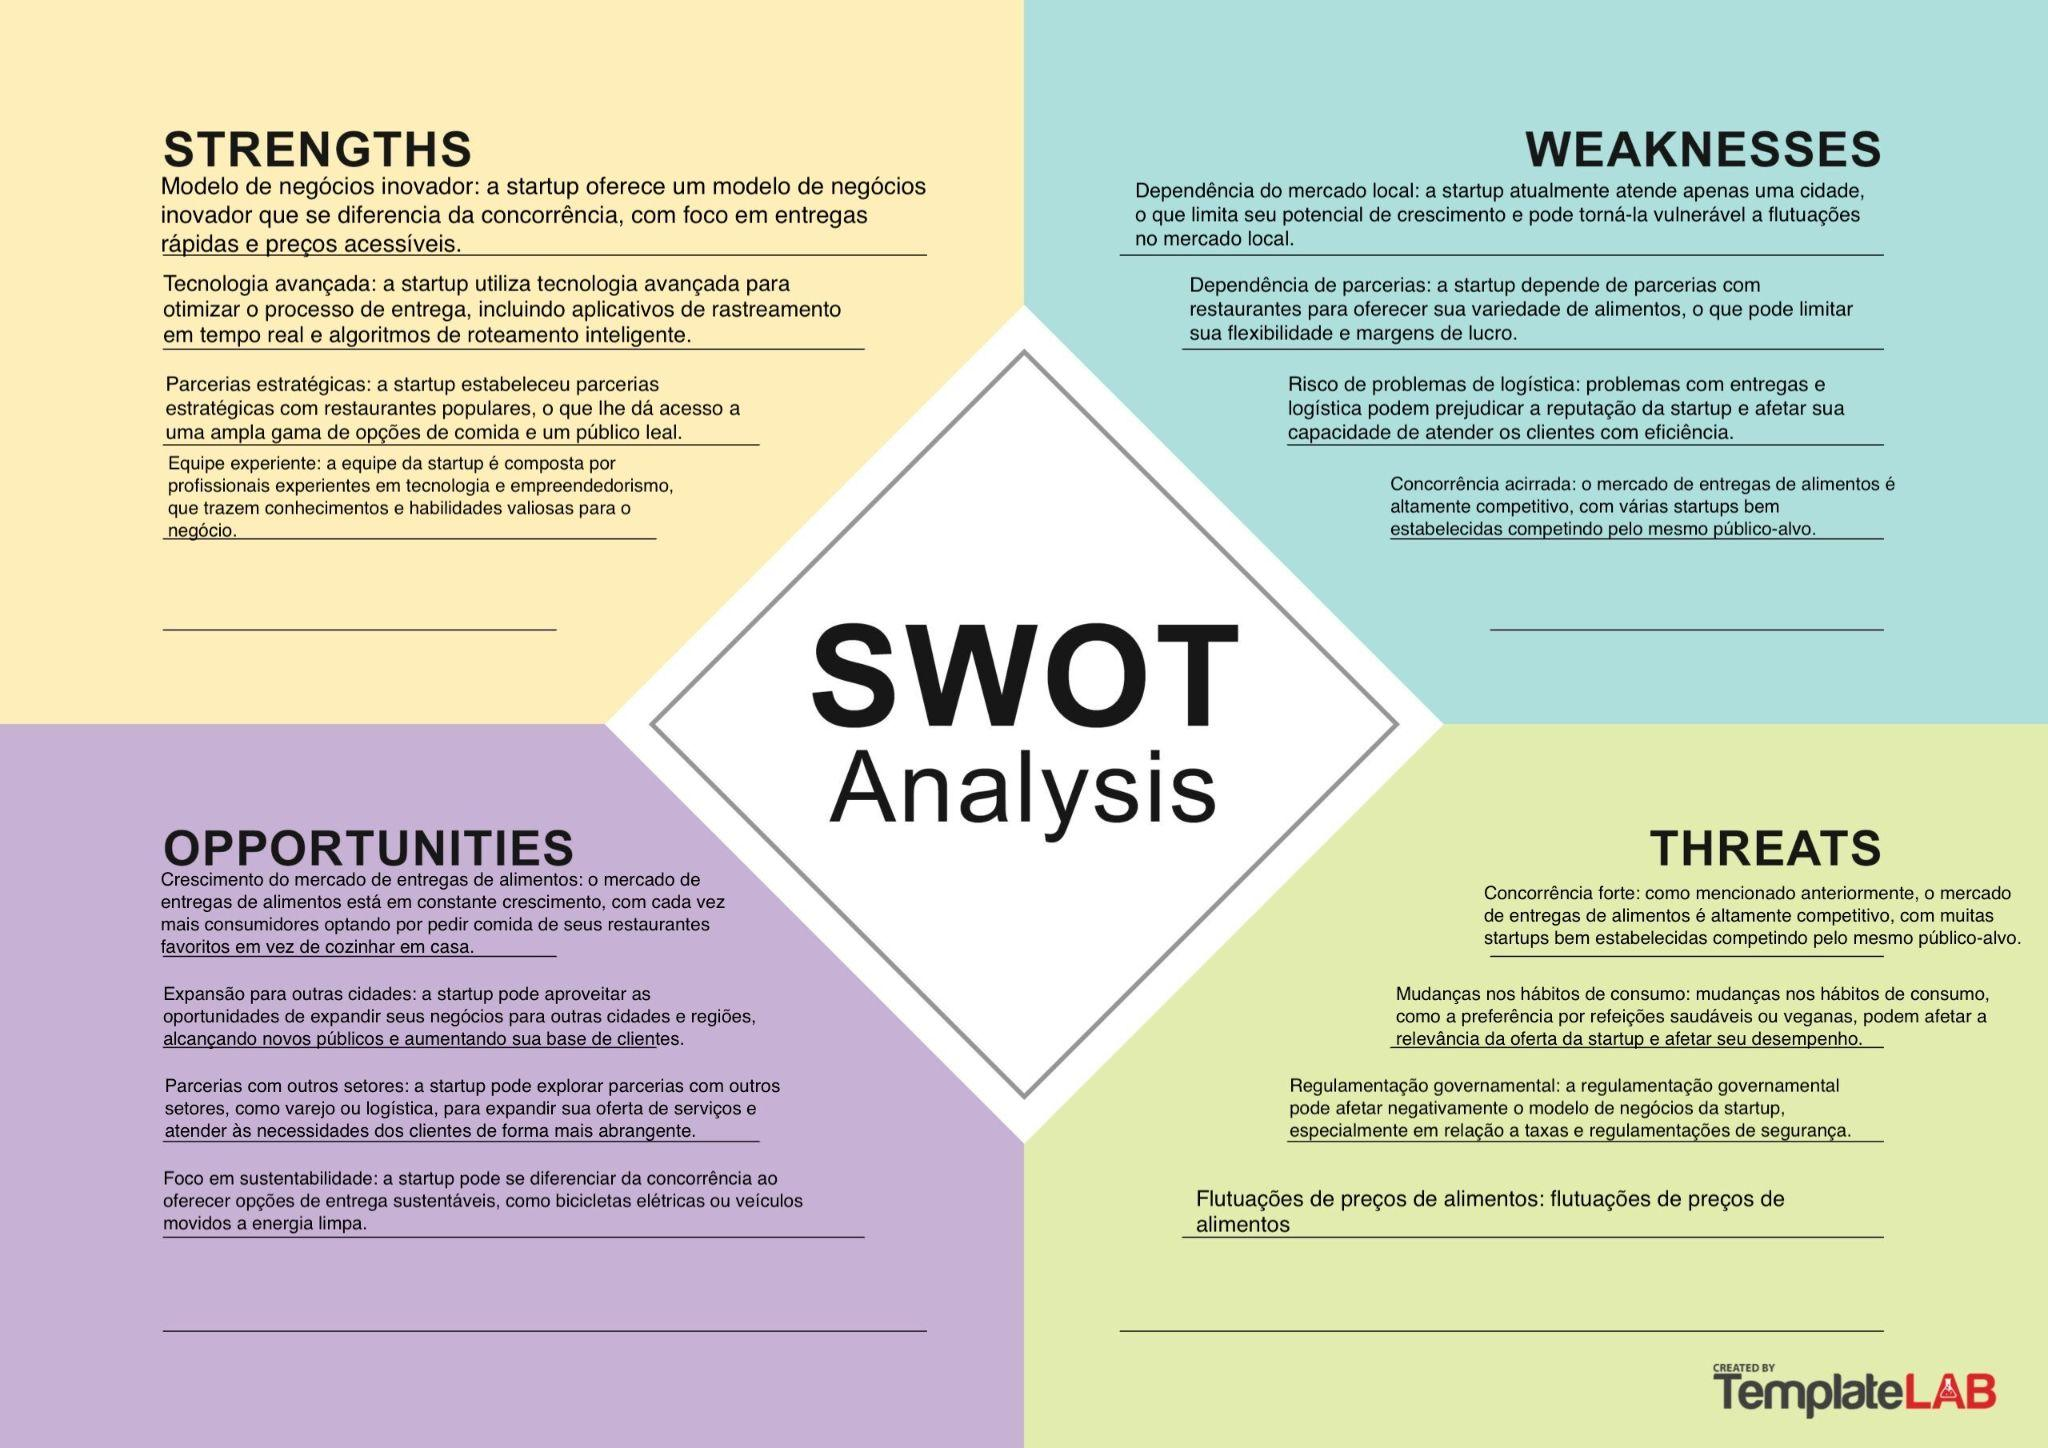 STRENGTHS
Modelo de negócios inovador: a startup oferece um modelo de negócios
inovador que se diferencia da concorrência, com foco em entregas
rápidas e preços acessíveis.
Tecnologia avançada: a startup utiliza tecnologia avançada para
otimizar o processo de entrega, incluindo aplicativos de rastreamento
em tempo real e algoritmos de roteamento inteligente.
Parcerias estratégicas: a startup estabeleceu parcerias
estratégicas com restaurantes populares, o que lhe dá acesso a
uma ampla gama de opções de comida e um público leal.
Equipe experiente: a equipe da startup é composta por
profissionais experientes em tecnologia e empreendedorismo,
que trazem conhecimentos e habilidades valiosas para o
negócio.
WEAKNESSES
Dependência do mercado local: a startup atualmente atende apenas uma cidade,
o que limita seu potencial de crescimento e pode torná-la vulnerável a flutuações
no mercado local.
Dependência de parcerias: a startup depende de parcerias com
restaurantes para oferecer sua variedade de alimentos, o que pode limitar
sua flexibilidade e margens de lucro.
Risco de problemas de logística: problemas com entregas e
logística podem prejudicar a reputação da startup e afetar sua
capacidade de atender os clientes com eficiência.
Concorrência acirrada: o mercado de entregas de alimentos é
altamente competitivo, com várias startups bem
estabelecidas competindo pelo mesmo público-alvo.
SWOT
Analysis
OPPORTUNITIES
Crescimento do mercado de entregas de alimentos: o mercado de
entregas de alimentos está em constante crescimento, com cada vez
mais consumidores optando por pedir comida de seus restaurantes
favoritos em vez de cozinhar em casa.
Expansão para outras cidades: a startup pode aproveitar as
oportunidades de expandir seus negócios para outras cidades e regiões,
alcançando novos públicos e aumentando sua base de clientes.
Parcerias com outros setores: a startup pode explorar parcerias com outros
setores, como varejo ou logística, para expandir sua oferta de serviços e
atender às necessidades dos clientes de forma mais abrangente.
Foco em sustentabilidade: a startup pode se diferenciar da concorrência ao
oferecer opções de entrega sustentáveis, como bicicletas elétricas ou veículos
movidos a energia limpa.
THREATS
Concorrência forte: como mencionado anteriormente, o mercado
de entregas de alimentos é altamente competitivo, com muitas
startups bem estabelecidas competindo pelo mesmo público-alvo.
Mudanças nos hábitos de consumo: mudanças nos hábitos de consumo,
como a preferência por refeições saudáveis ou veganas, podem afetar a
relevância da oferta da startup e afetar seu desempenho.
Regulamentação governamental: a regulamentação governamental
pode afetar negativamente o modelo de negócios da startup,
especialmente em relação a taxas e regulamentações de segurança.
Flutuações de preços de alimentos: flutuações de preços de
alimentos
CREATED BY
TemplateLAB